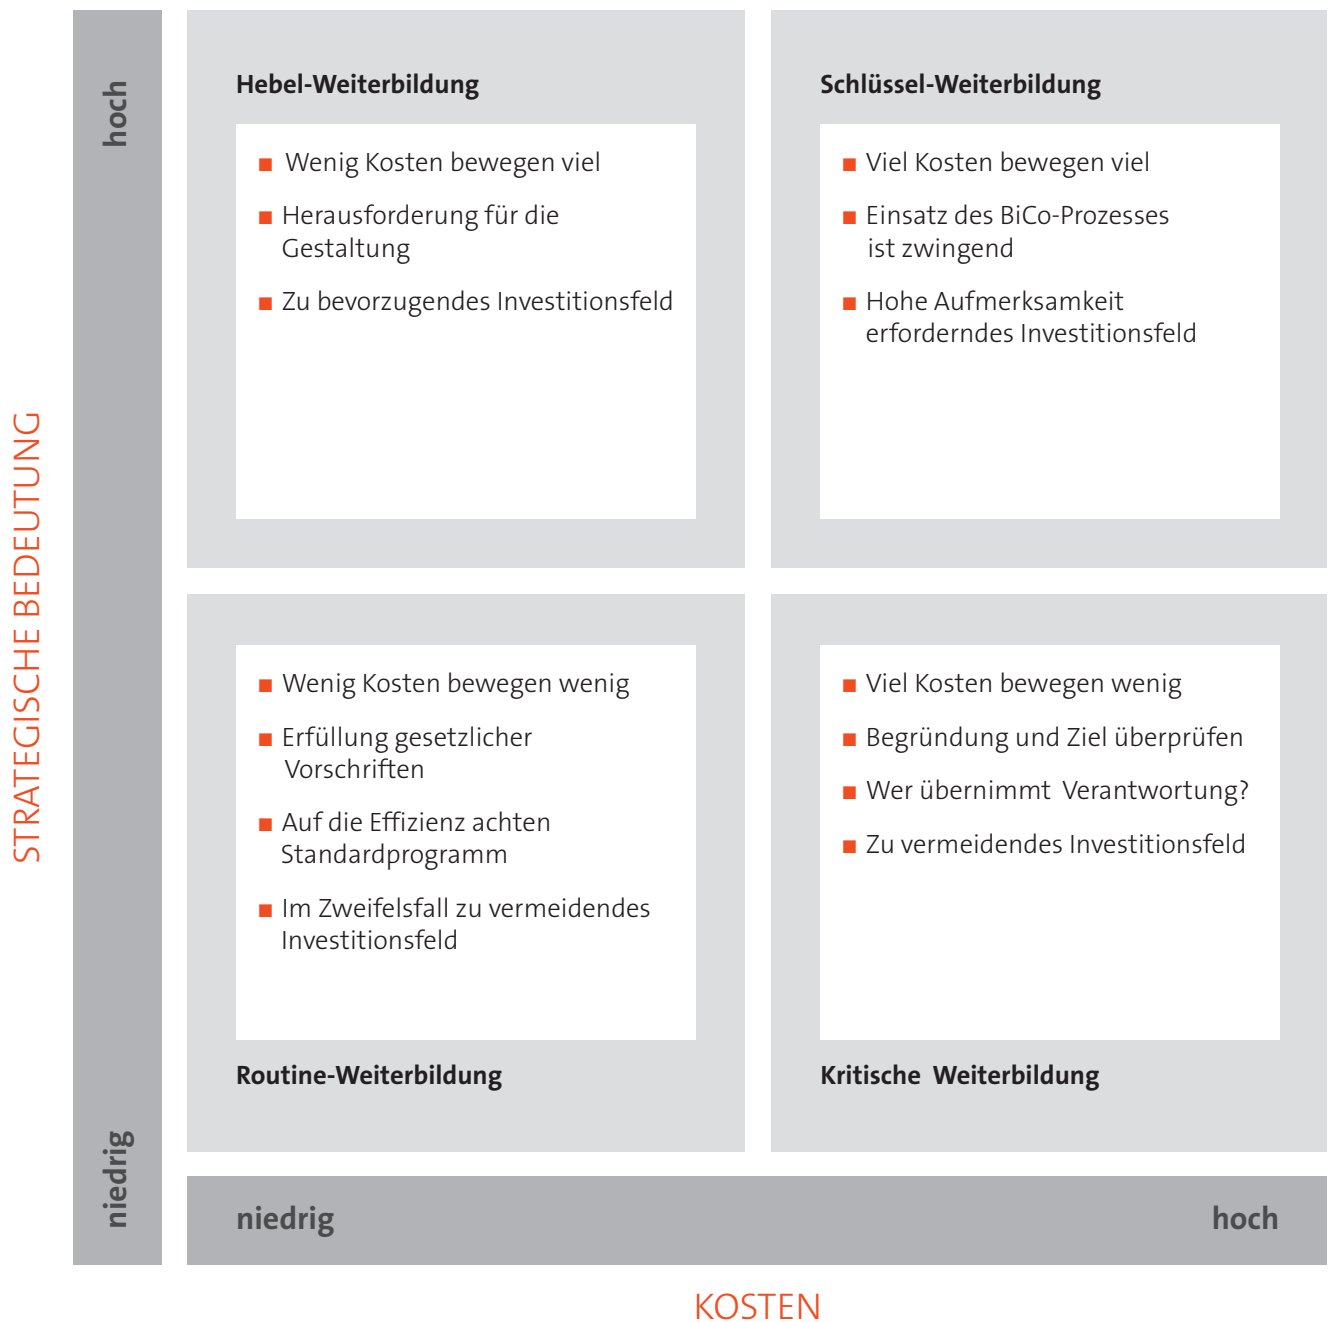 STRATEGISCHE BEDEUTUNG
hoch
niedrig
Hebel-Weiterbildung
Wenig Kosten bewegen viel
Herausforderung für die
Gestaltung
Zu bevorzugendes Investitionsfeld
Schlüssel-Weiterbildung
Viel Kosten bewegen viel
Einsatz des BiCo-Prozesses
ist zwingend
Hohe Aufmerksamkeit
erforderndes Investitionsfeld
Wenig Kosten bewegen wenig
Erfüllung gesetzlicher
Vorschriften
Auf die Effizienz achten
Standardprogramm
Im Zweifelsfall zu vermeidendes
Investitionsfeld
Routine-Weiterbildung
Viel Kosten bewegen wenig
Begründung und Ziel überprüfen
Wer übernimmt Verantwortung?
Zu vermeidendes Investitionsfeld
Kritische Weiterbildung
niedrig
hoch
KOSTEN